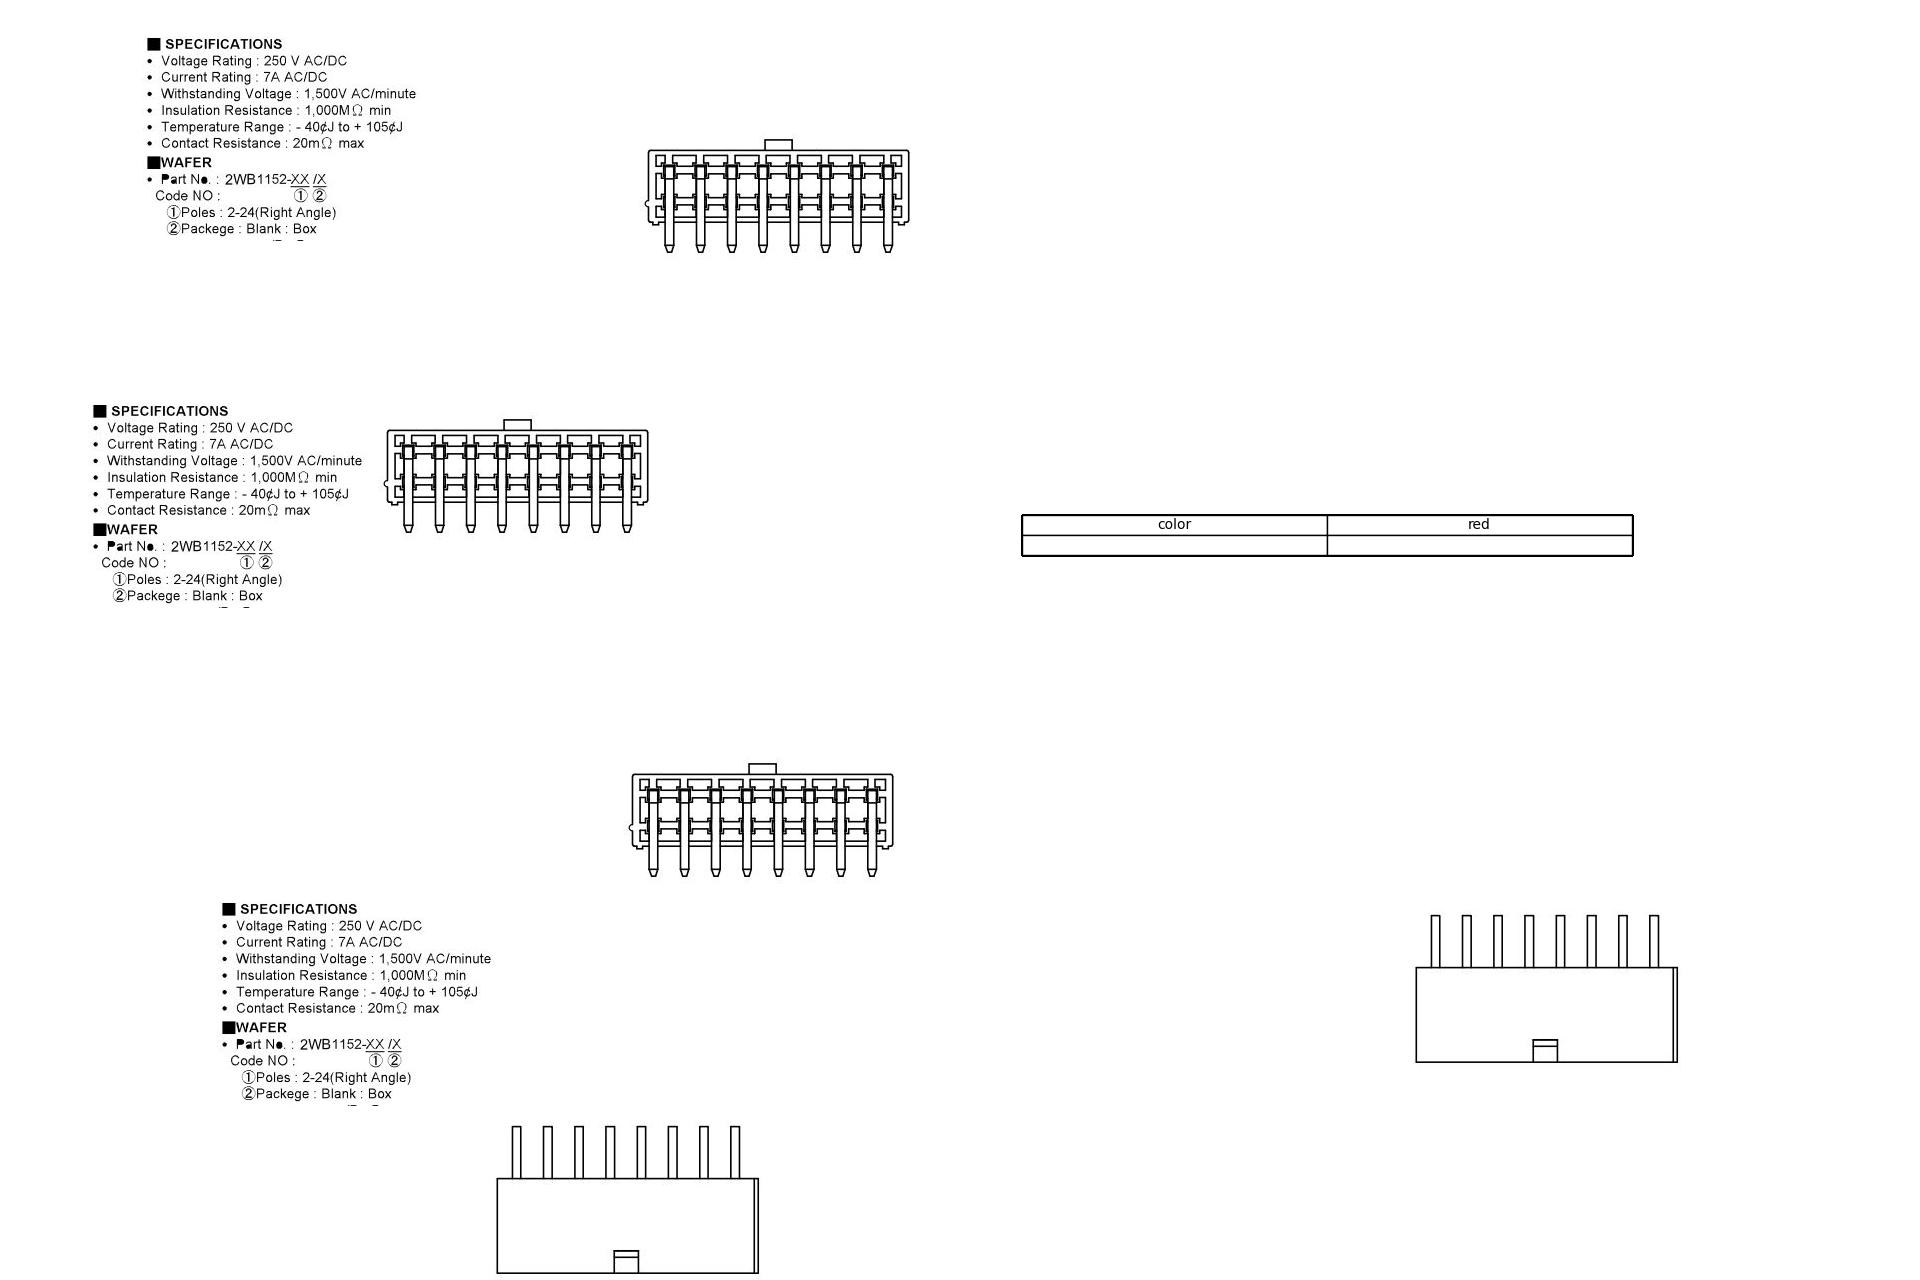 ■ SPECIFICATIONS
• Voltage Rating : 250 V AC/DC
• Current Rating : 7A AC/DC
• Withstanding Voltage : 1,500V AC/minute
• Insulation Resistance : 1,000MΩ min
• Temperature Range : - 40¢J to + 105¢J
• Contact Resistance : 20mΩ max
■WAFER
• Part No. : 2WB1152-XX /X
Code NO : ① ②
①Poles : 2-24(Right Angle)
②Packege : Blank : Box
■ SPECIFICATIONS
• Voltage Rating : 250 V AC/DC
• Current Rating : 7A AC/DC
• Withstanding Voltage : 1,500V AC/minute
• Insulation Resistance : 1,000MΩ min
• Temperature Range : - 40¢J to + 105¢J
• Contact Resistance : 20mΩ max
■WAFER
• Part No. : 2WB1152-XX /X
Code NO : ① ②
①Poles : 2-24(Right Angle)
②Packege : Blank : Box
color red
■ SPECIFICATIONS
• Voltage Rating : 250 V AC/DC
• Current Rating : 7A AC/DC
• Withstanding Voltage : 1,500V AC/minute
• Insulation Resistance : 1,000MΩ min
• Temperature Range : - 40¢J to + 105¢J
• Contact Resistance : 20mΩ max
■WAFER
• Part No. : 2WB1152-XX /X
Code NO : ① ②
①Poles : 2-24(Right Angle)
②Packege : Blank : Box